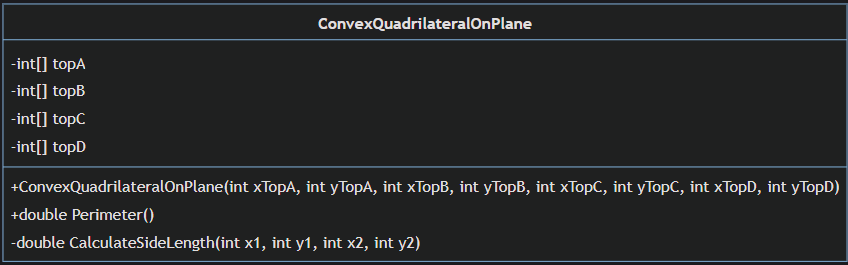 ConvexQuadrilateralOnPlane
-int[] topA
-int[] topB
-int[] topC
-int[] topD
+ConvexQuadrilateralOnPlane(int xTopA, int yTopA, int xTopB, int yTopB, int xTopC, int yTopC, int xTopD, int yTopD)
+double Perimeter()
-double CalculateSideLength(int x1, int y1, int x2, int y2)